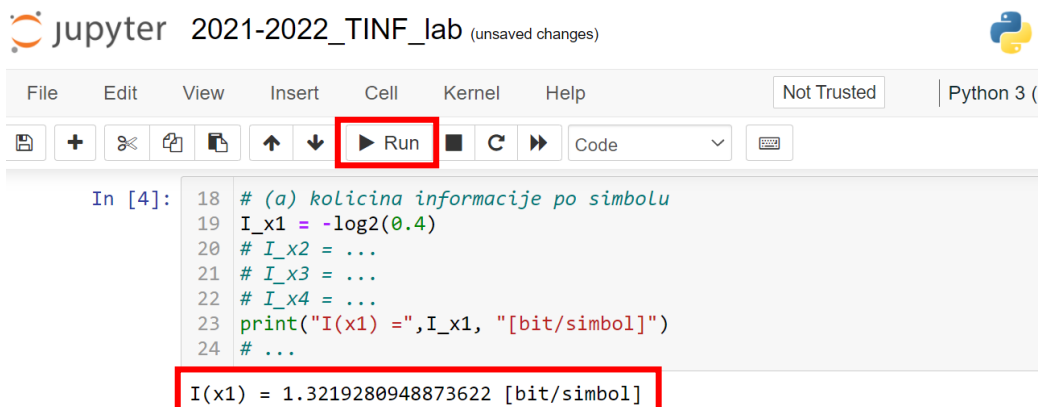 jupyter 2021-2022_TINF_lab (unsaved changes)
File Edit View Insert Cell Kernel Help Not Trusted Python 3 (
Run Code
In [4]: 18 # (a) kolicina informacije po simbolu
19 I_x1 = -log2(0.4)
20 # I_x2 = ...
21 # I_x3 = ...
22 # I_x4 = ...
23 print("I(x1) =",I_x1, "[bit/simbol]")
24 # ...
I(x1) = 1.3219280948873622 [bit/simbol]